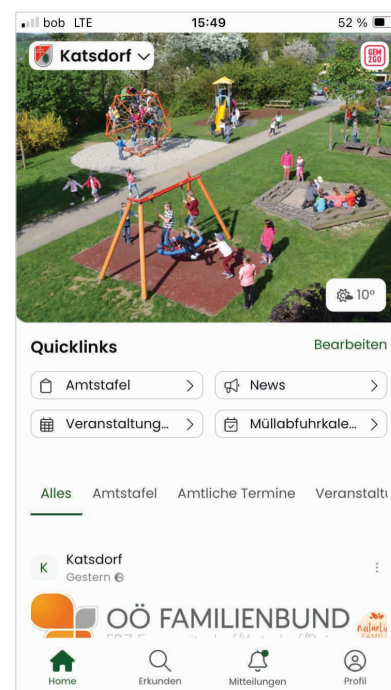 bob LTE 15:49 52 %
Katsdorf
GEM
2GO
10°
Quicklinks Bearbeiten
Amtstafel News
Veranstaltung... Müllabfuhrkale...
Alles Amtstafel Amtliche Termine Veranstaltu
K Katsdorf
Gestern
OÖ FAMILIENBUND
Home Erkunden Mitteilungen Profil